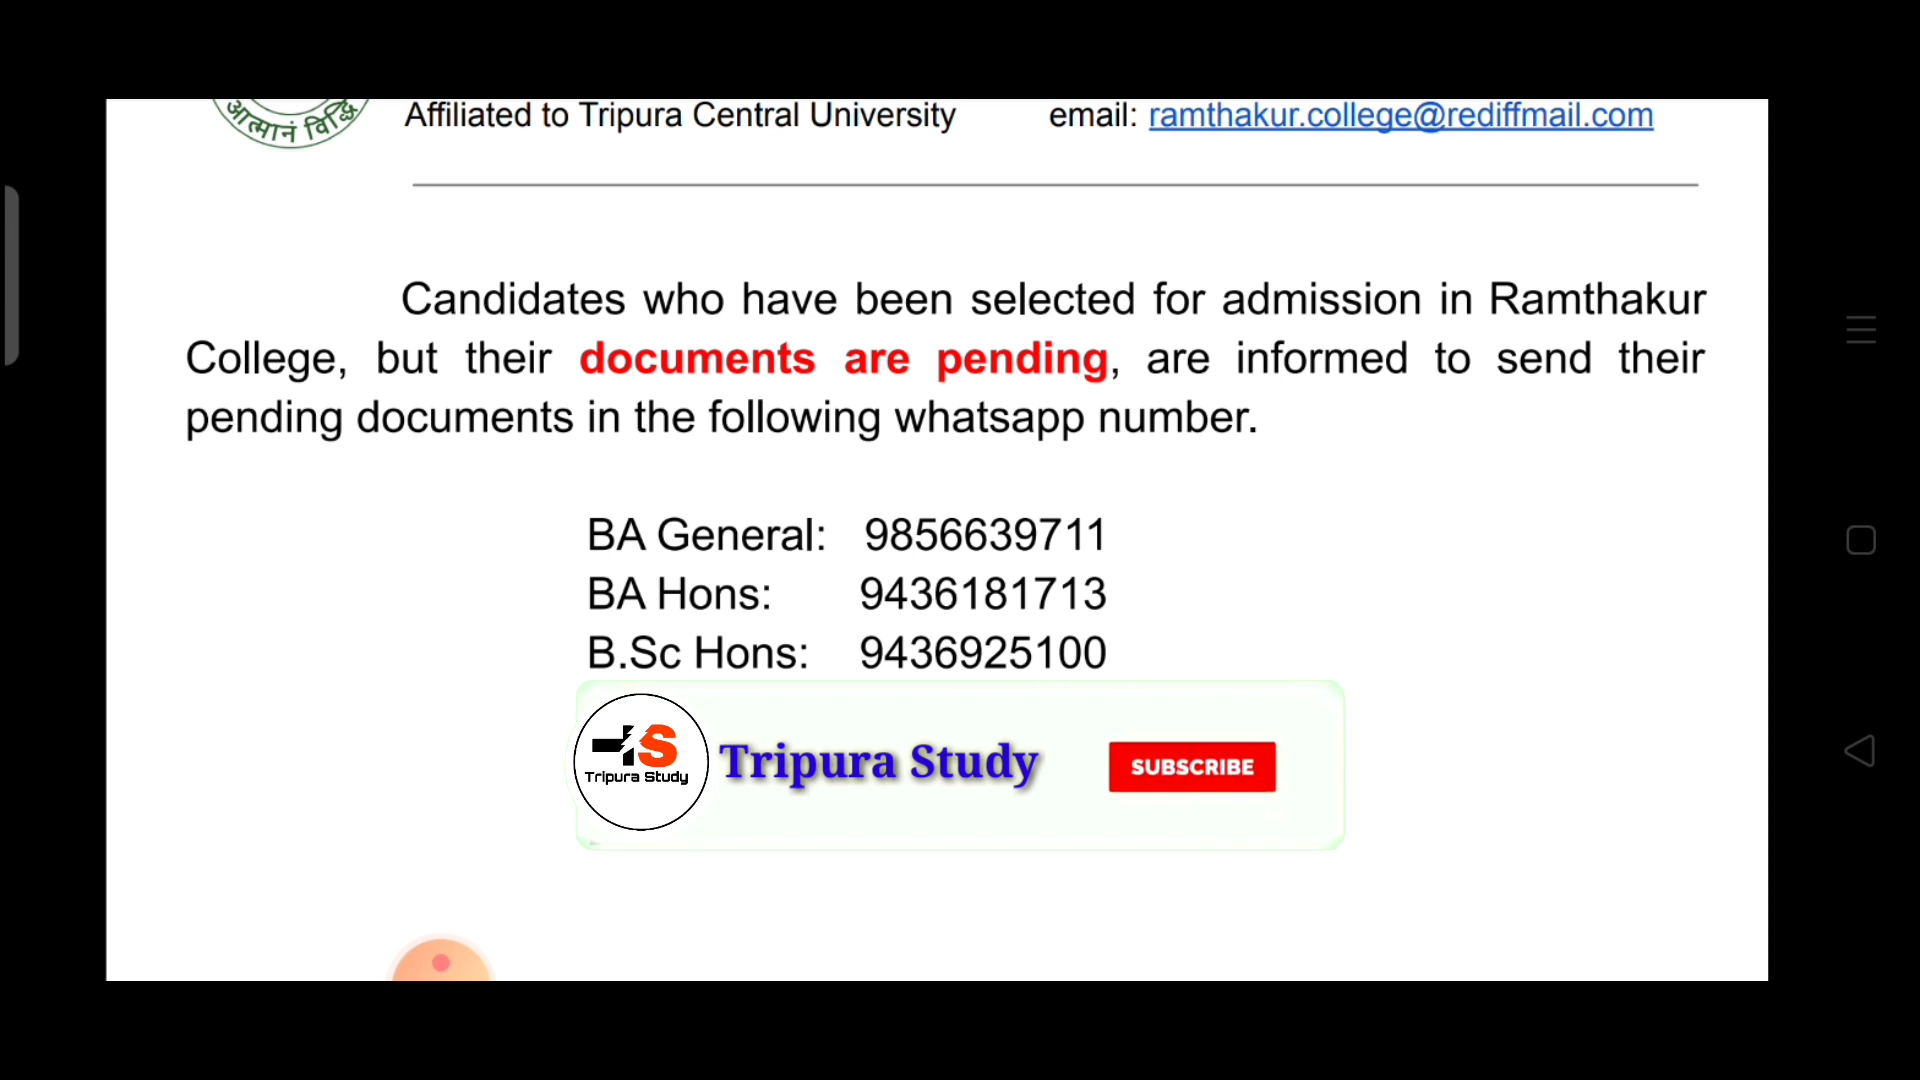 आत्मानं विद्धि
Affiliated to Tripura Central University email: ramthakur.college@rediffmail.com
Candidates who have been selected for admission in Ramthakur
College, but their documents are pending, are informed to send their
pending documents in the following whatsapp number.
BA General: 9856639711
BA Hons: 9436181713
B.Sc Hons: 9436925100
TS
Tripura Study
Tripura Study
SUBSCRIBE